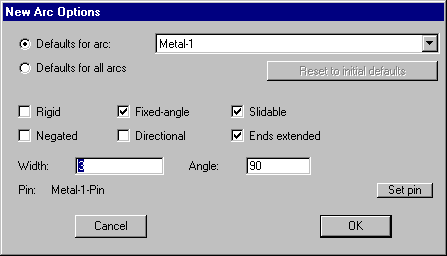 New Arc Options
Defaults for arc: Metal-1
Defaults for all arcs Reset to initial defaults
Rigid Fixed-angle Slidable
Negated Directional Ends extended
Width: 3 Angle: 90
Pin: Metal-1-Pin Set pin
Cancel OK